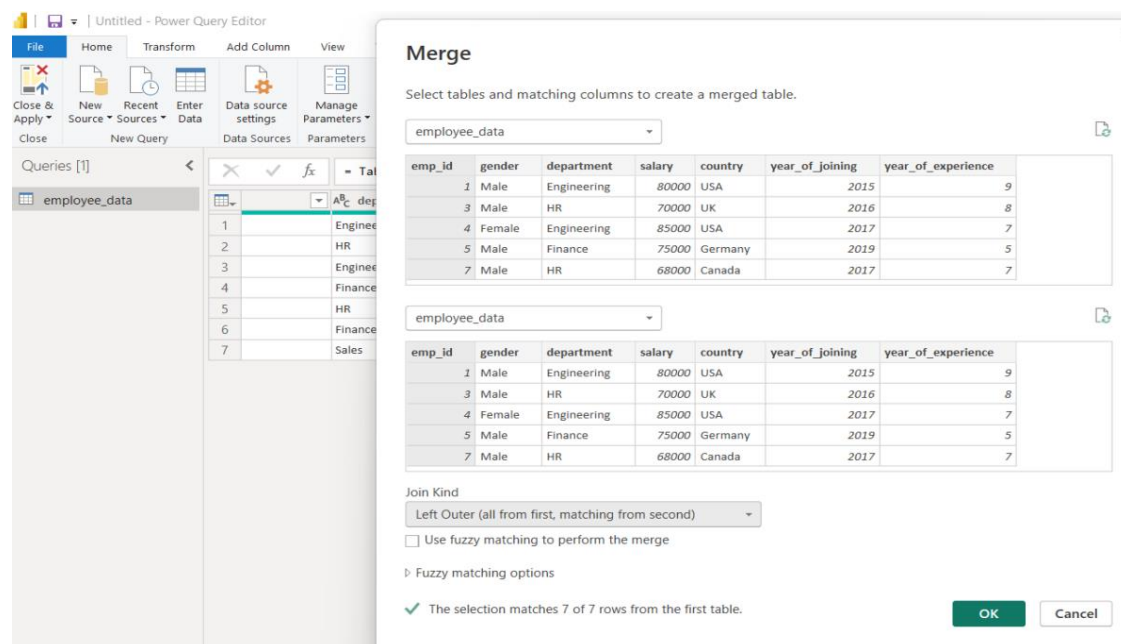 Untitled - Power Query Editor
File Home Transform Add Column View
Close & Apply New Source Recent Sources Enter Data Data source settings Manage Parameters
Close New Query Data Sources Parameters
Queries [1]
employee_data
fx = Tal
ABC dep
1 Enginee
2 HR
3 Enginee
4 Finance
5 HR
6 Finance
7 Sales
Merge
Select tables and matching columns to create a merged table.
employee_data
emp_id gender department salary country year_of_joining year_of_experience
1 Male Engineering 80000 USA 2015 9
3 Male HR 70000 UK 2016 8
4 Female Engineering 85000 USA 2017 7
5 Male Finance 75000 Germany 2019 5
7 Male HR 68000 Canada 2017 7
employee_data
emp_id gender department salary country year_of_joining year_of_experience
1 Male Engineering 80000 USA 2015 9
3 Male HR 70000 UK 2016 8
4 Female Engineering 85000 USA 2017 7
5 Male Finance 75000 Germany 2019 5
7 Male HR 68000 Canada 2017 7
Join Kind
Left Outer (all from first, matching from second)
Use fuzzy matching to perform the merge
Fuzzy matching options
The selection matches 7 of 7 rows from the first table.
OK Cancel